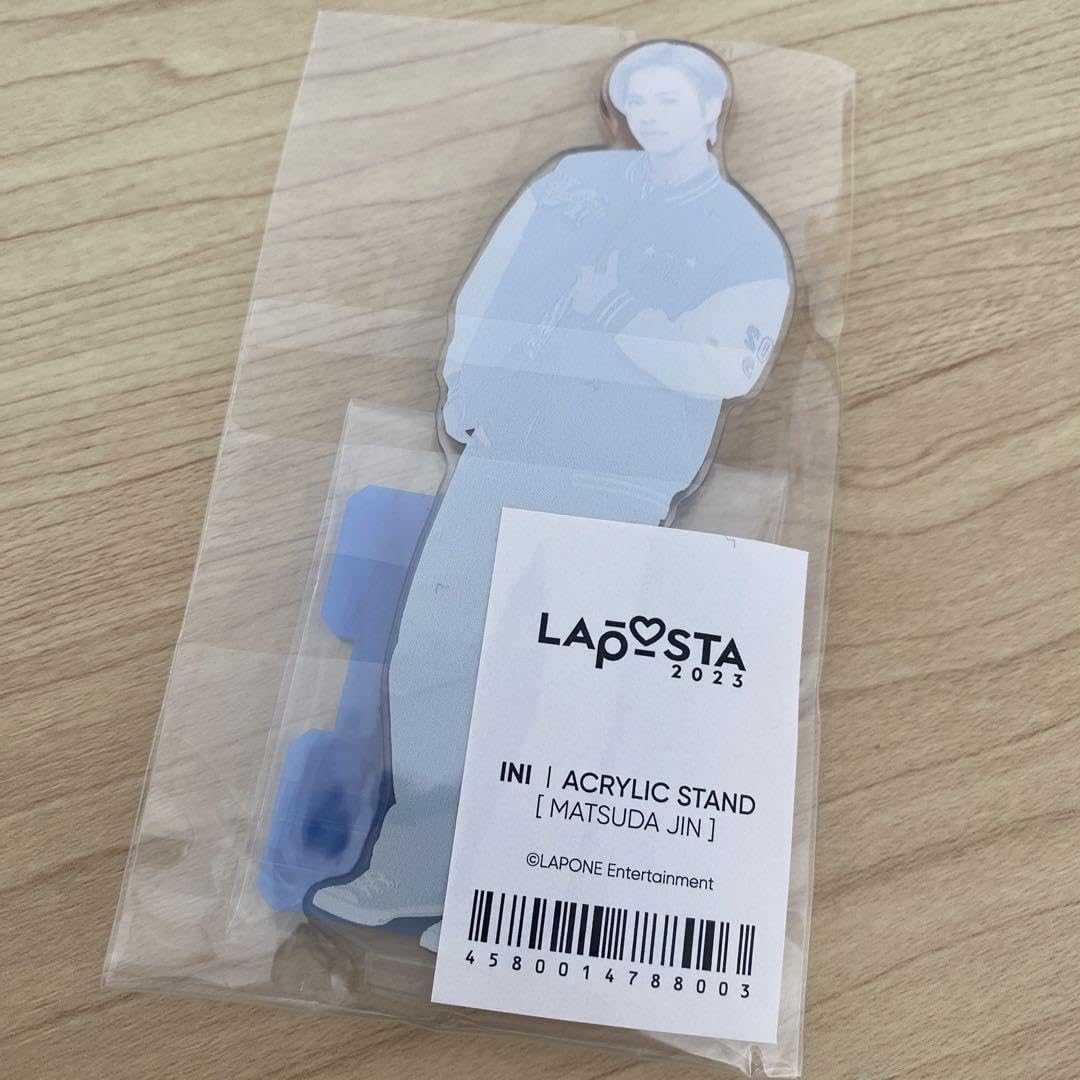 LAPOSTA
2023
INI | ACRYLIC STAND
[ MATSUDA JIN ]
©LAPONE Entertainment
4580014788003